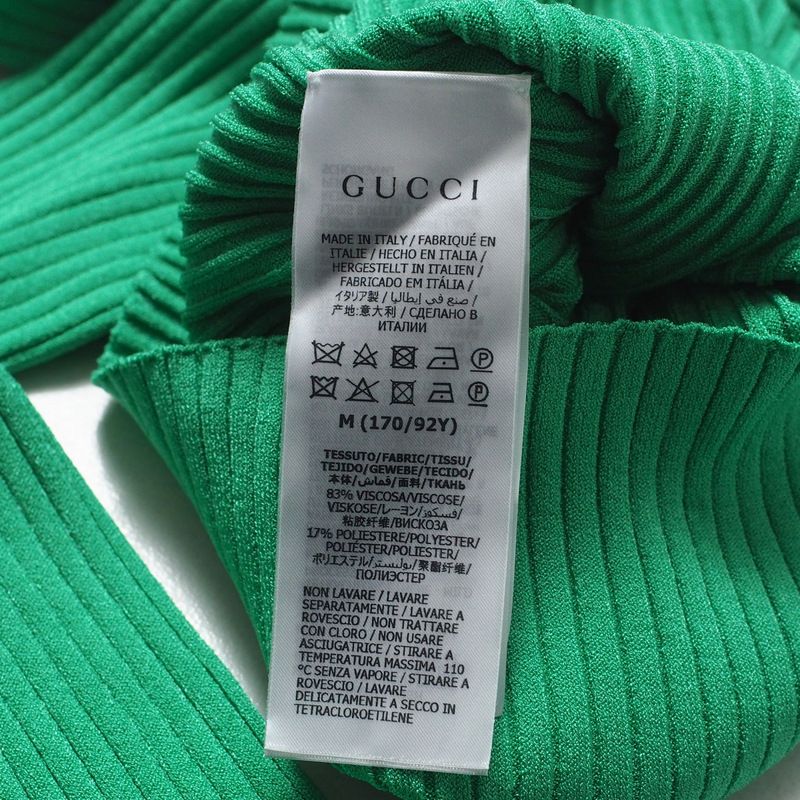 GUCCI
MADE IN ITALY / FABRIQUÉ EN
ITALIE / HECHO EN ITALIA /
HERGESTELLT IN ITALIEN /
FABRICADO EM ITÁLIA /
イタリア製 / صنع في إيطاليا /
产地:意大利 / СДЕЛАНО В
ИТАЛИИ
P
P
M (170/92Y)
TESSUTO/FABRIC/TISSU/
TEJIDO/GEWEBE/TECIDO/
本体/قماش/面料/ТКАНЬ
83% VISCOSA/VISCOSE/
VISKOSE/レーヨン/فسكوز/
粘胶纤维/ВИСКОЗА
17% POLIESTERE/POLYESTER/
POLIÉSTER/POLIESTER/
ポリエステル/بوليستر/聚酯纤维/
ПОЛИЭСТЕР
NON LAVARE / LAVARE
SEPARATAMENTE / LAVARE A
ROVESCIO / NON TRATTARE
CON CLORO / NON USARE
ASCIUGATRICE / STIRARE A
TEMPERATURA MASSIMA 110
°C SENZA VAPORE / STIRARE A
ROVESCIO / LAVARE
DELICATAMENTE A SECCO IN
TETRACLOROETILENE